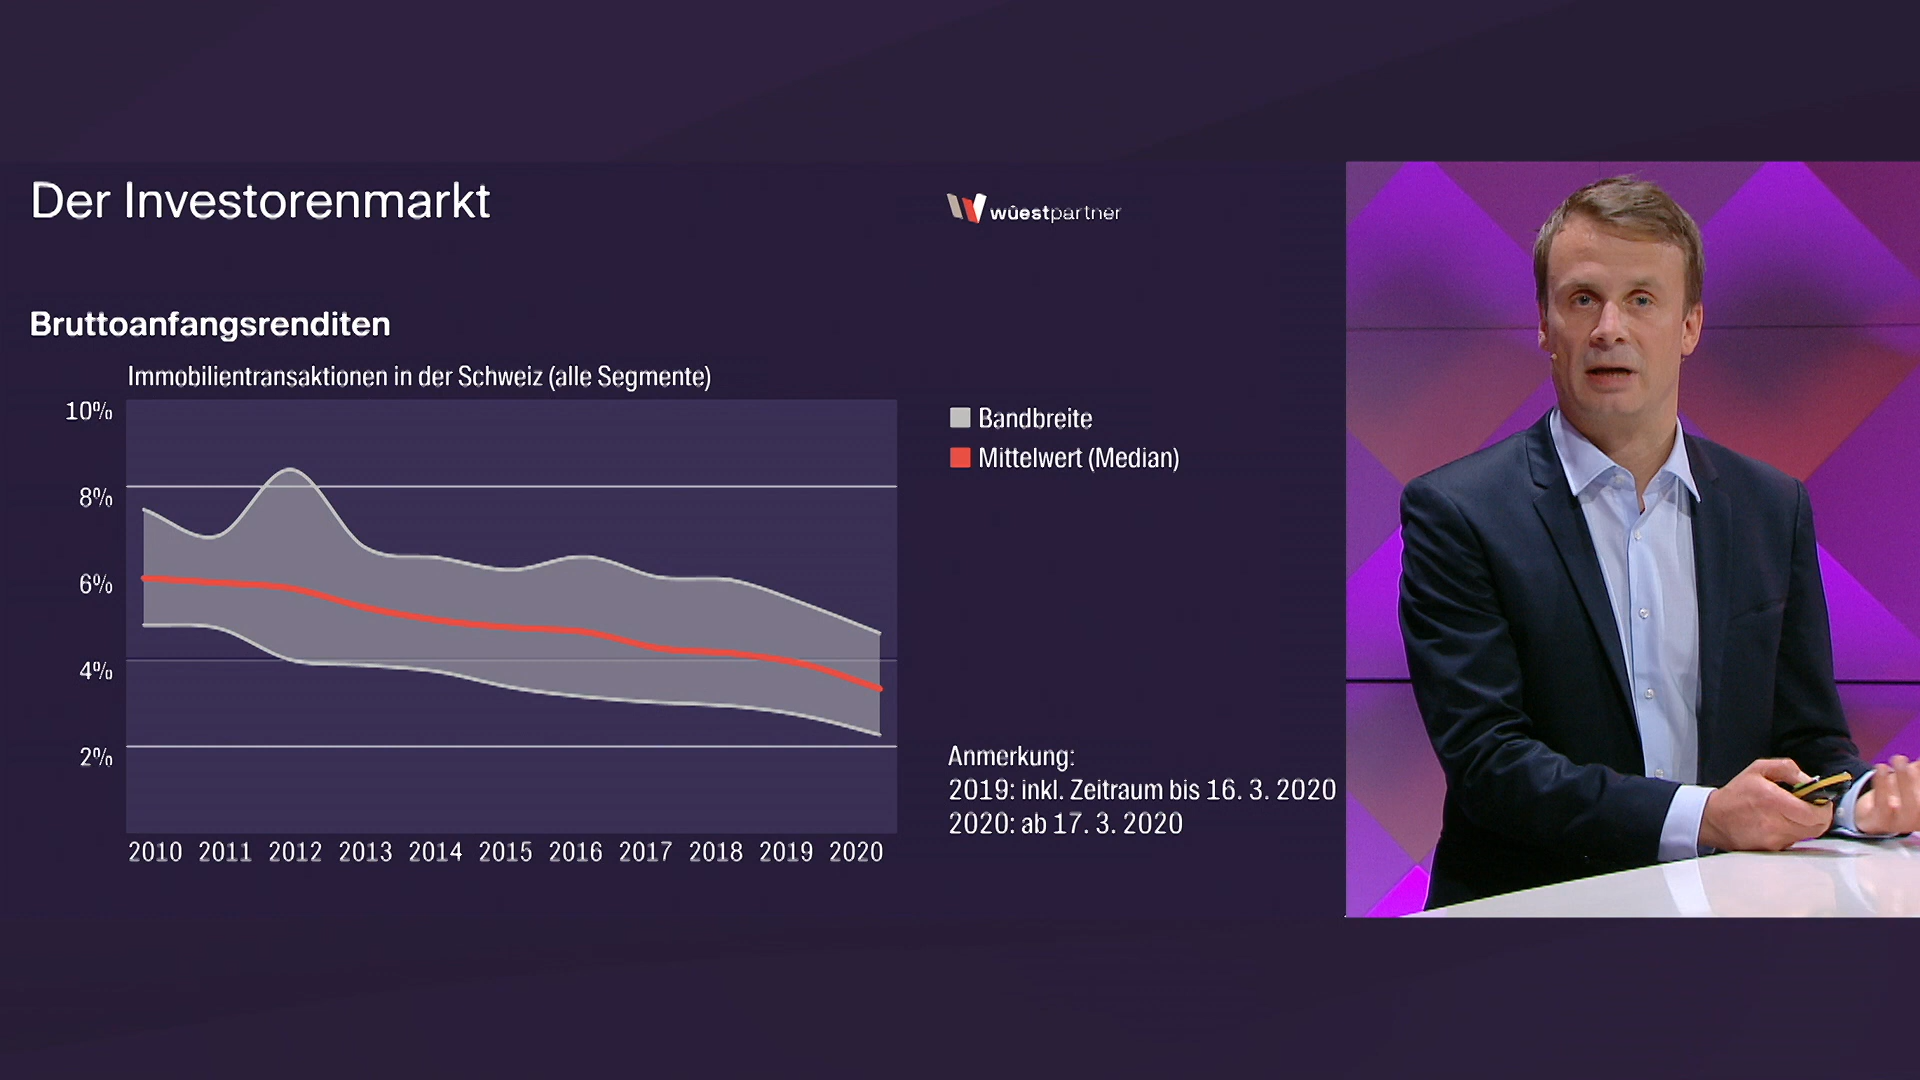 Der Investorenmarkt
wüestpartner
Bruttoanfangsrenditen
Immobilientransaktionen in der Schweiz (alle Segmente)
10%
8%
6%
4%
2%
2010 2011 2012 2013 2014 2015 2016 2017 2018 2019 2020
Bandbreite
Mittelwert (Median)
Anmerkung:
2019: inkl. Zeitraum bis 16. 3. 2020
2020: ab 17. 3. 2020